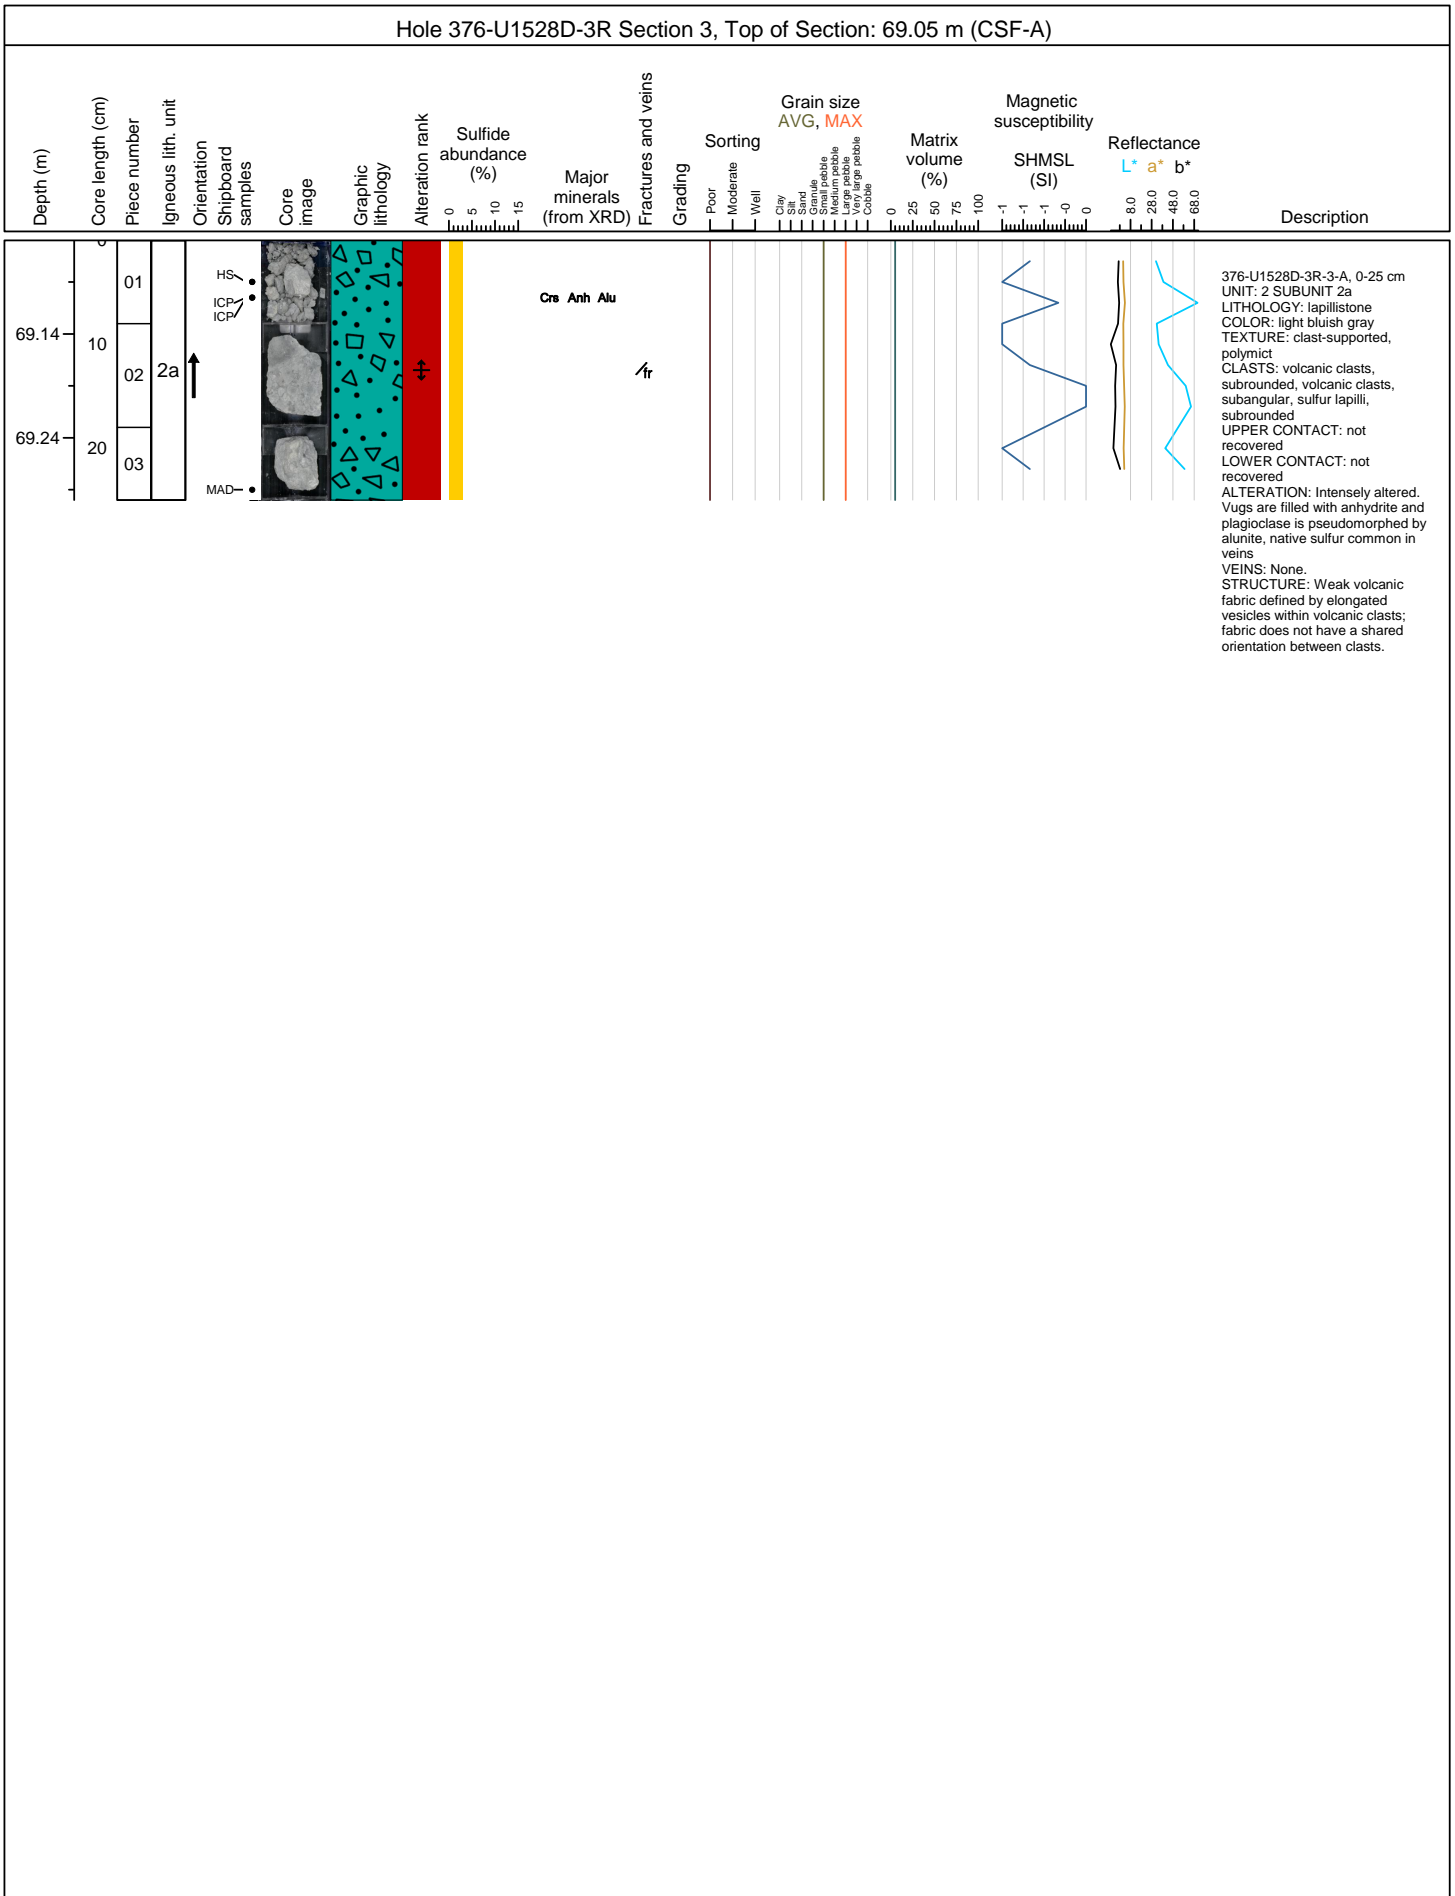 Hole 376-U1528D-3R Section 3, Top of Section: 69.05 m (CSF-A)
Depth (m)
Core length (cm)
Piece number
Igneous lith. unit
Orientation
Shipboard
samples
Core
image
Graphic
lithology
Alteration rank
Sulfide
abundance
(%)
0 5 10 15
Major
minerals
(from XRD)
Fractures and veins
Grading
Sorting
Poor
Moderate
Well
Grain size
AVG, MAX
Clay
Silt
Sand
Granule
Small pebble
Medium pebble
Large pebble
Very large pebble
Cobble
Matrix
volume
(%)
0 25 50 75 100
Magnetic
susceptibility
SHMSL
(SI)
-1 -1 -1 -0 0
Reflectance
L* a* b*
8.0 28.0 48.0 68.0
Description
69.14
69.24
0
10
20
01
02
03
2a
HS
ICP
ICP
MAD
Crs Anh Alu
fr
376-U1528D-3R-3-A, 0-25 cm
UNIT: 2 SUBUNIT 2a
LITHOLOGY: lapillistone
COLOR: light bluish gray
TEXTURE: clast-supported,
polymict
CLASTS: volcanic clasts,
subrounded, volcanic clasts,
subangular, sulfur lapilli,
subrounded
UPPER CONTACT: not
recovered
LOWER CONTACT: not
recovered
ALTERATION: Intensely altered.
Vugs are filled with anhydrite and
plagioclase is pseudomorphed by
alunite, native sulfur common in
veins
VEINS: None.
STRUCTURE: Weak volcanic
fabric defined by elongated
vesicles within volcanic clasts;
fabric does not have a shared
orientation between clasts.